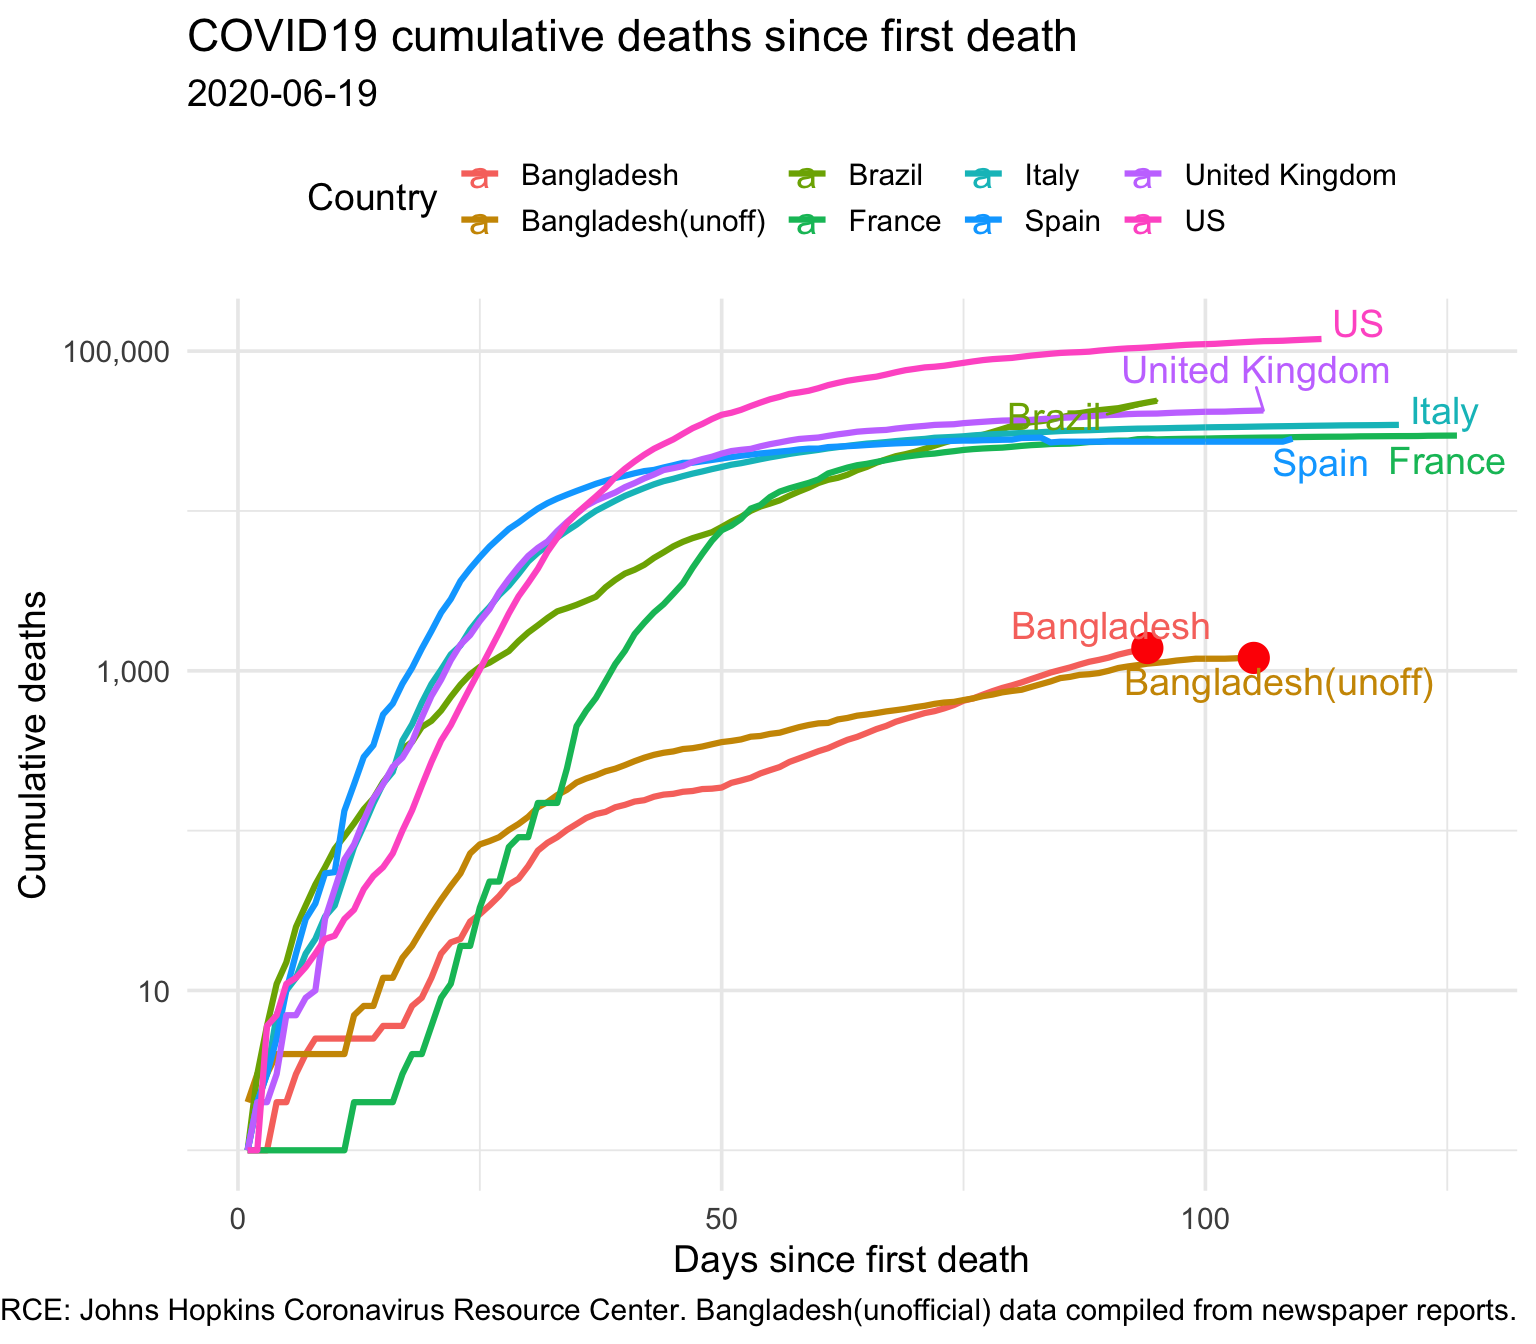 COVID19 cumulative deaths since first death
2020-06-19
Country
a Bangladesh a Brazil a Italy a United Kingdom
a Bangladesh(unoff) a France a Spain a US
US
100,000
United Kingdom
Brazil
Italy
Spain
France
Bangladesh
1,000
Bangladesh(unoff)
Cumulative deaths
10
0 50 100
Days since first death
RCE: Johns Hopkins Coronavirus Resource Center. Bangladesh(unofficial) data compiled from newspaper reports.